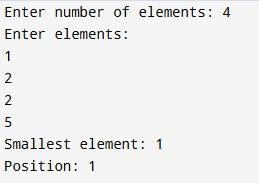 Enter number of elements: 4
Enter elements:
1
2
2
5
Smallest element: 1
Position: 1